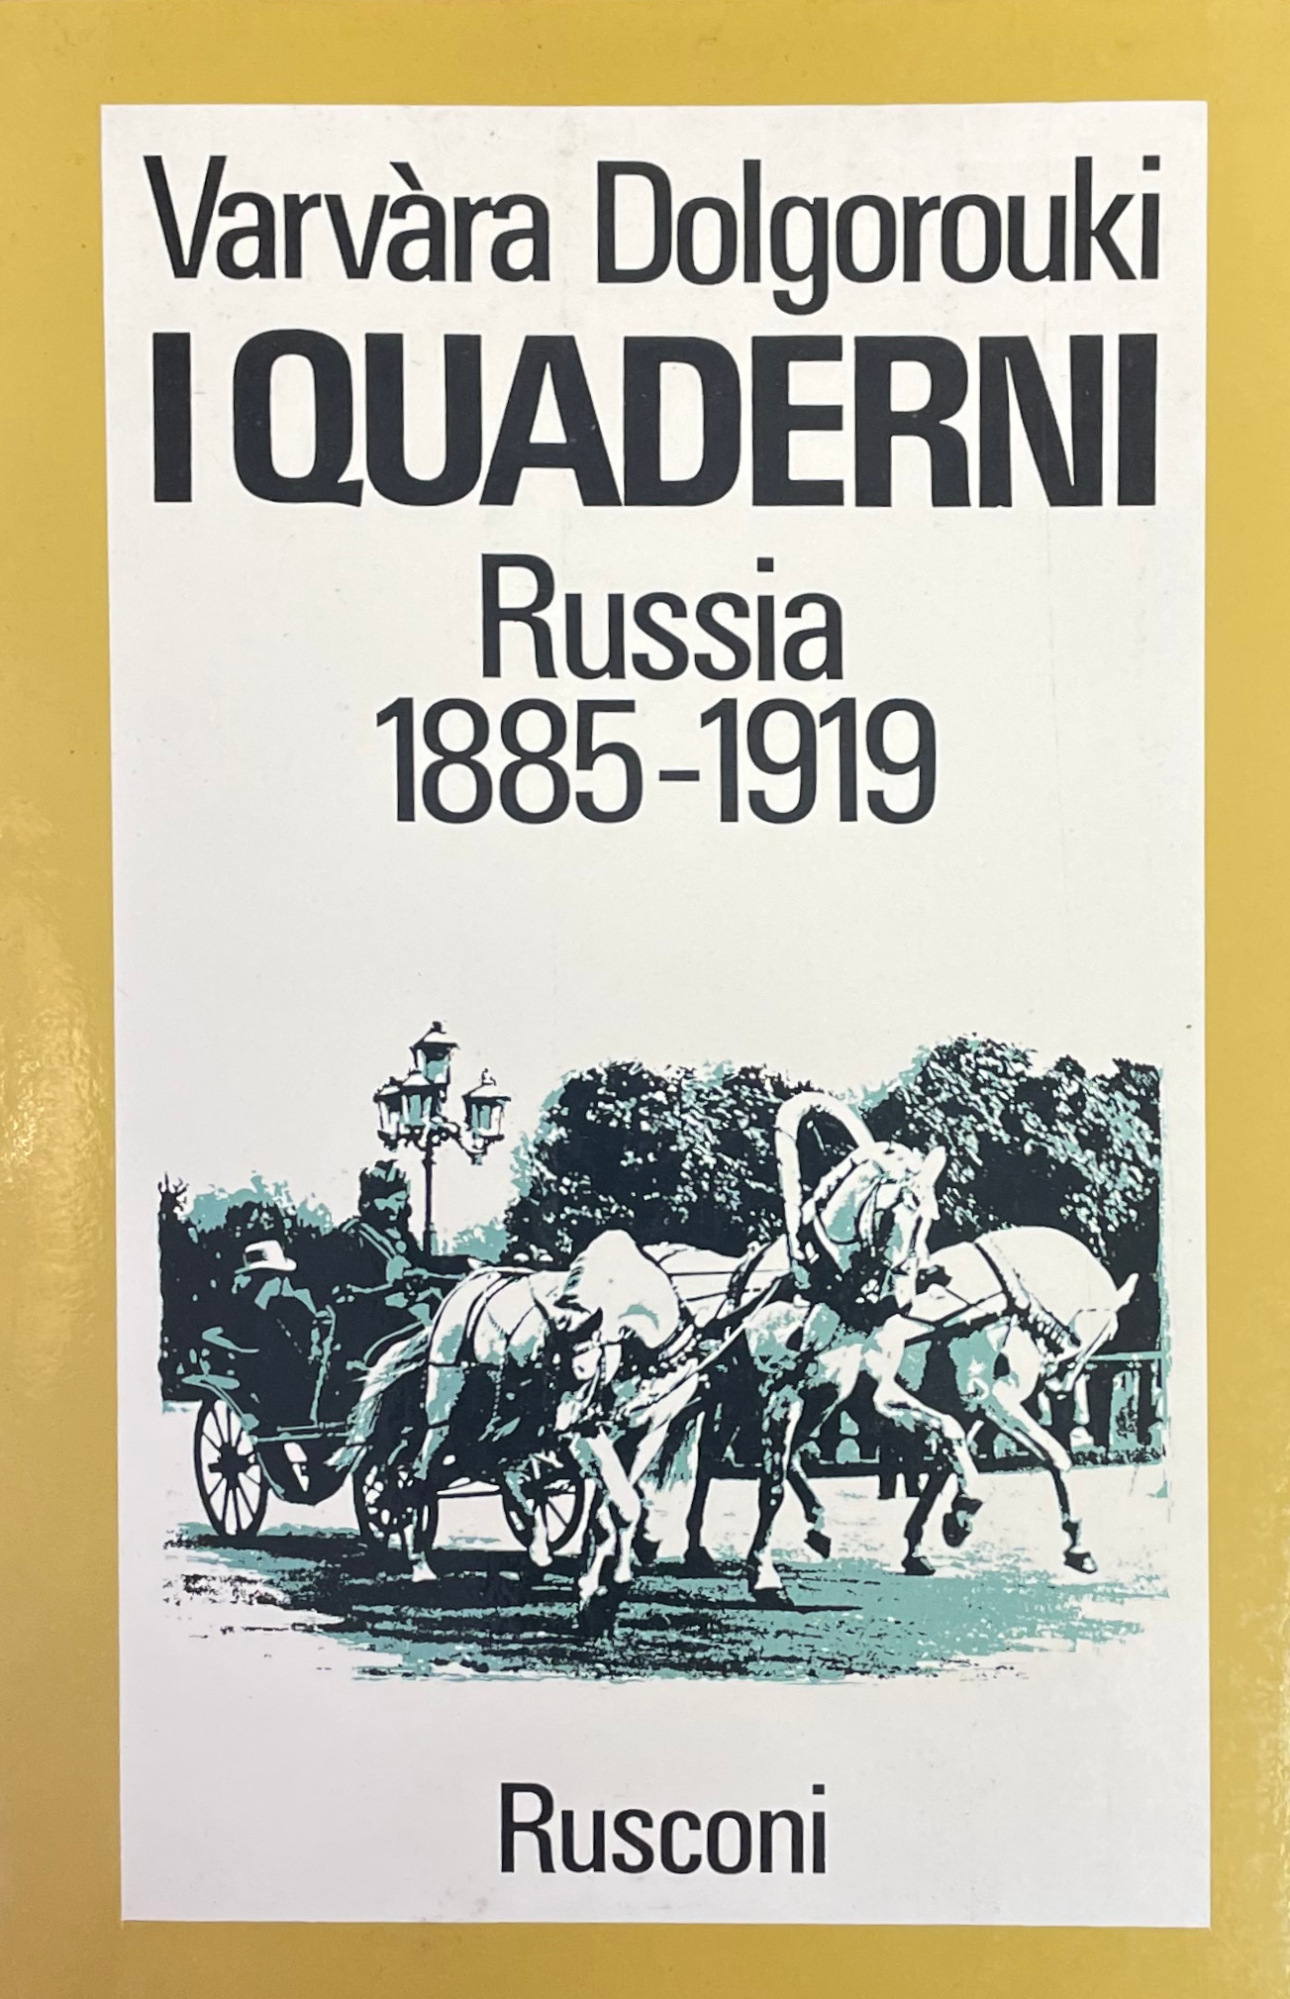 Varvàra Dolgorouki
I QUADERNI
Russia
1885-1919
Rusconi